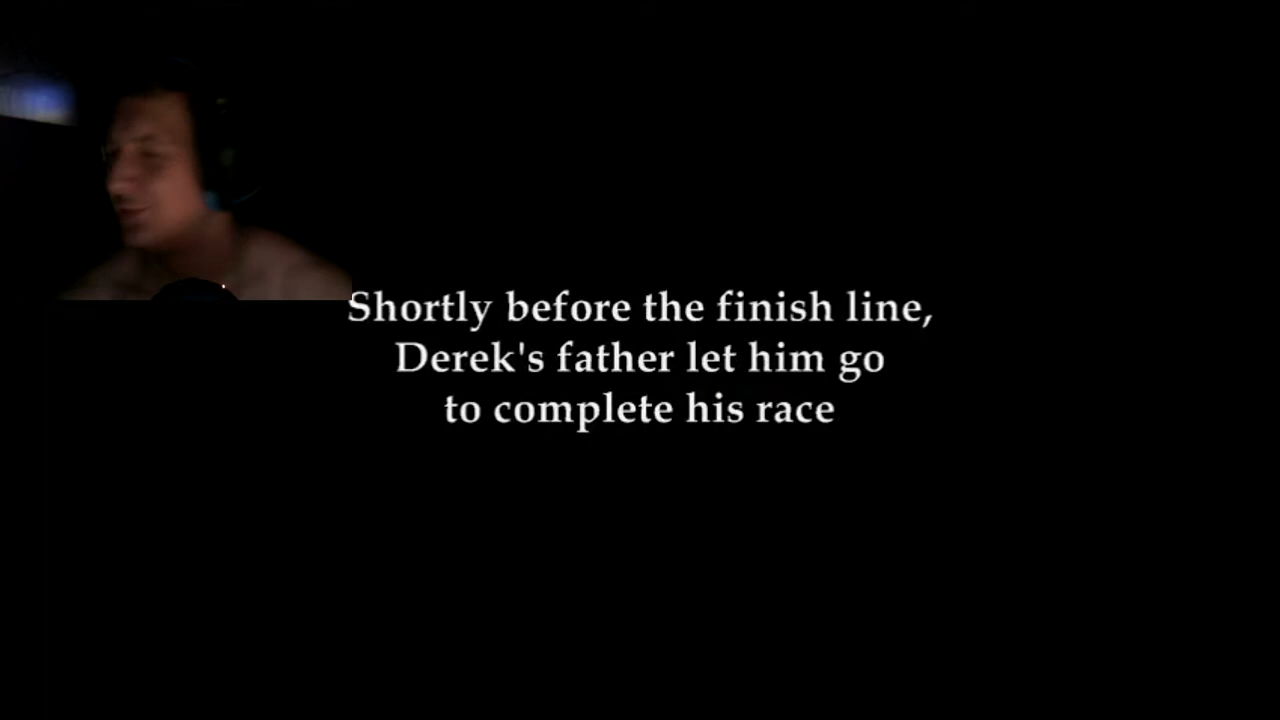 Shortly before the finish line,
Derek's father let him go
to complete his race